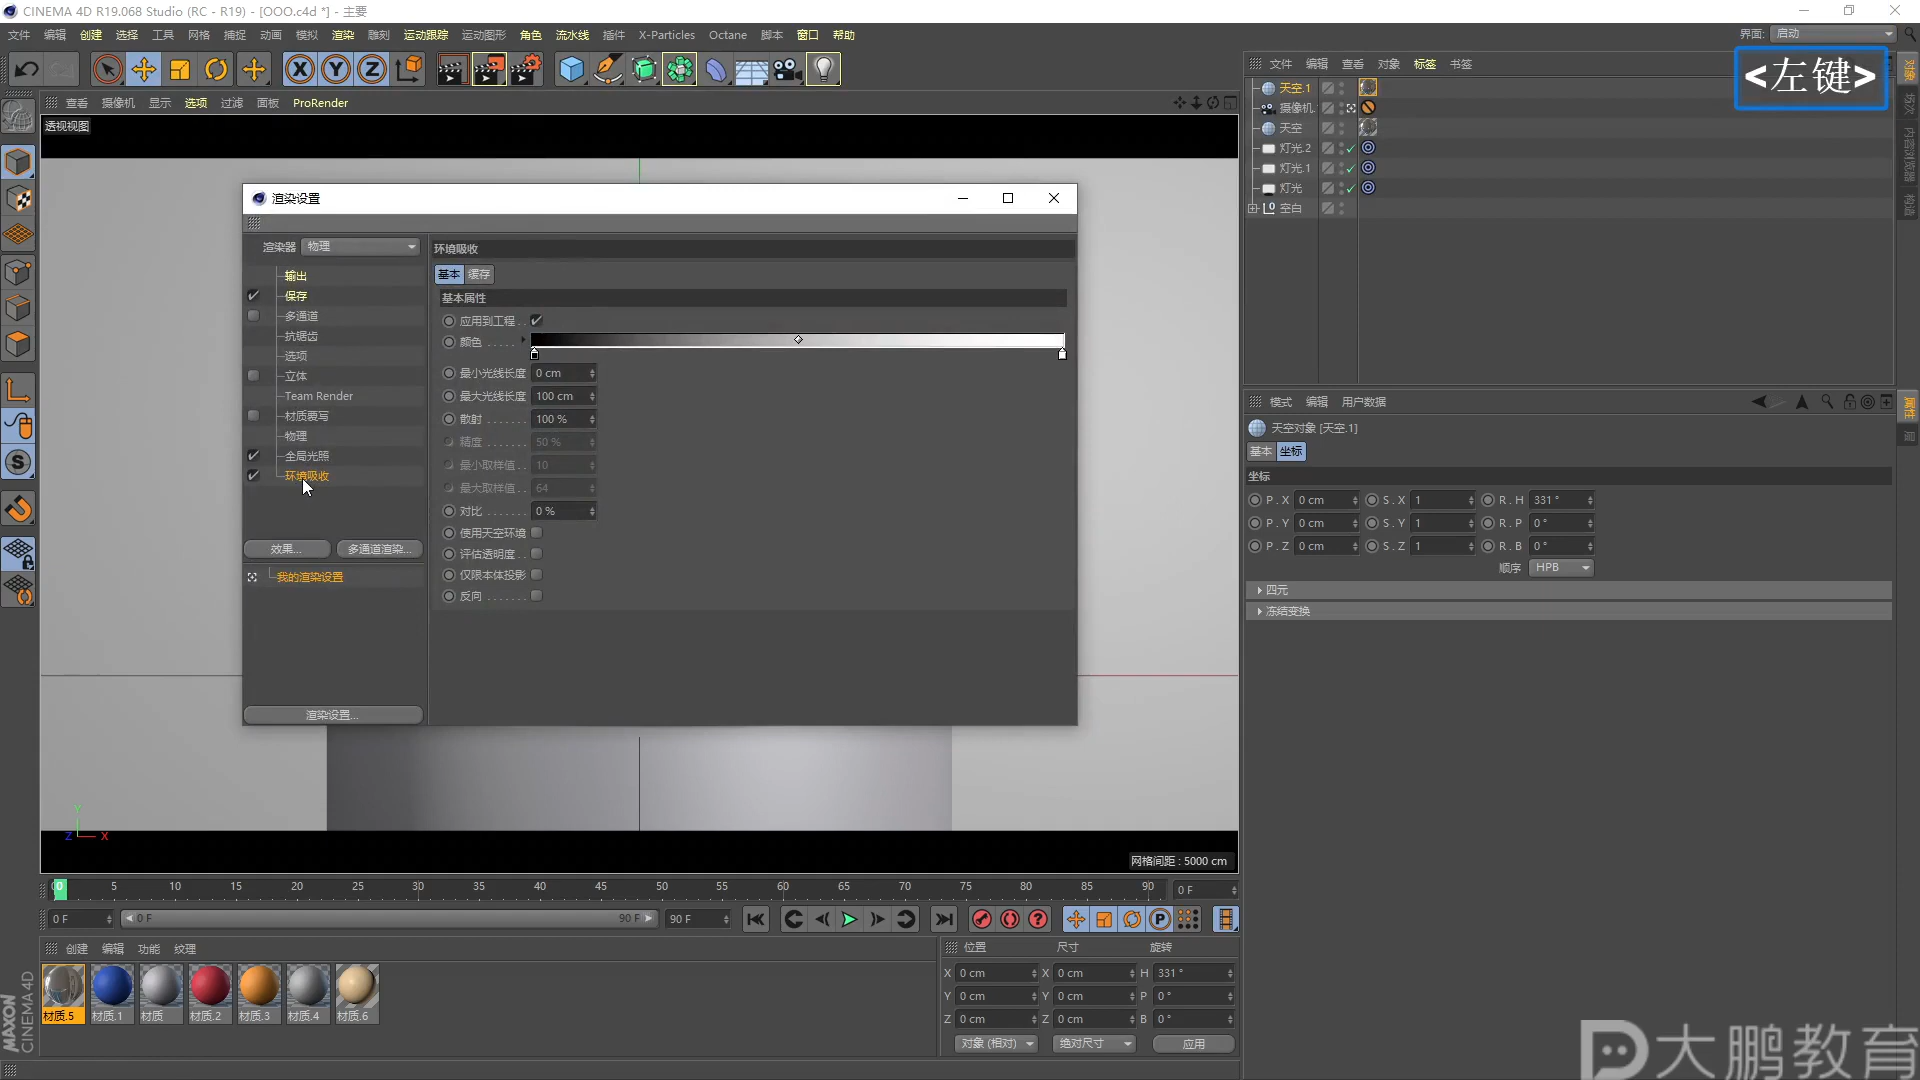 CINEMA 4D R19.068 Studio (RC - R19) - [OOO.c4d *] - 主要
文件 编辑 创建 选择 工具 网格 捕捉 动画 模拟 渲染 雕刻 运动跟踪 运动图形 角色 流水线 插件 X-Particles Octane 脚本 窗口 帮助
界面: 启动
<左键>
查看 摄像机 显示 选项 过滤 面板 ProRender
透视视图
文件 编辑 查看 对象 标签 书签
天空.1
摄像机
天空
灯光.2
灯光.1
灯光
空白
对象
场次
内容浏览器
构造
渲染设置
渲染器 物理
输出
保存
多通道
抗锯齿
选项
立体
Team Render
材质覆写
物理
全局光照
环境吸收
效果... 多通道渲染...
我的渲染设置
渲染设置...
环境吸收
基本 缓存
基本属性
应用到工程 . .
颜色 . . . . .
最小光线长度 0 cm
最大光线长度 100 cm
散射 . . . . . . . 100 %
精度 . . . . . . . 50 %
最小取样值 . . 10
最大取样值 . . 64
对比 . . . . . . . 0 %
使用天空环境
评估透明度 . .
仅限本体投影
反向 . . . . . . .
模式 编辑 用户数据
天空对象 [天空.1]
基本 坐标
坐标
P . X 0 cm S . X 1 R . H 331 °
P . Y 0 cm S . Y 1 R . P 0 °
P . Z 0 cm S . Z 1 R . B 0 °
顺序 HPB
四元
冻结变换
属性
层
Y
Z X
网格间距 : 5000 cm
0 5 10 15 20 25 30 35 40 45 50 55 60 65 70 75 80 85 90 0 F
0 F 0 F 90 F 90 F
创建 编辑 功能 纹理
材质.5 材质.1 材质 材质.2 材质.3 材质.4 材质.6
位置 尺寸 旋转
X 0 cm X 0 cm H 331 °
Y 0 cm Y 0 cm P 0 °
Z 0 cm Z 0 cm B 0 °
对象 (相对) 绝对尺寸 应用
MAXON CINEMA 4D
大鹏教育